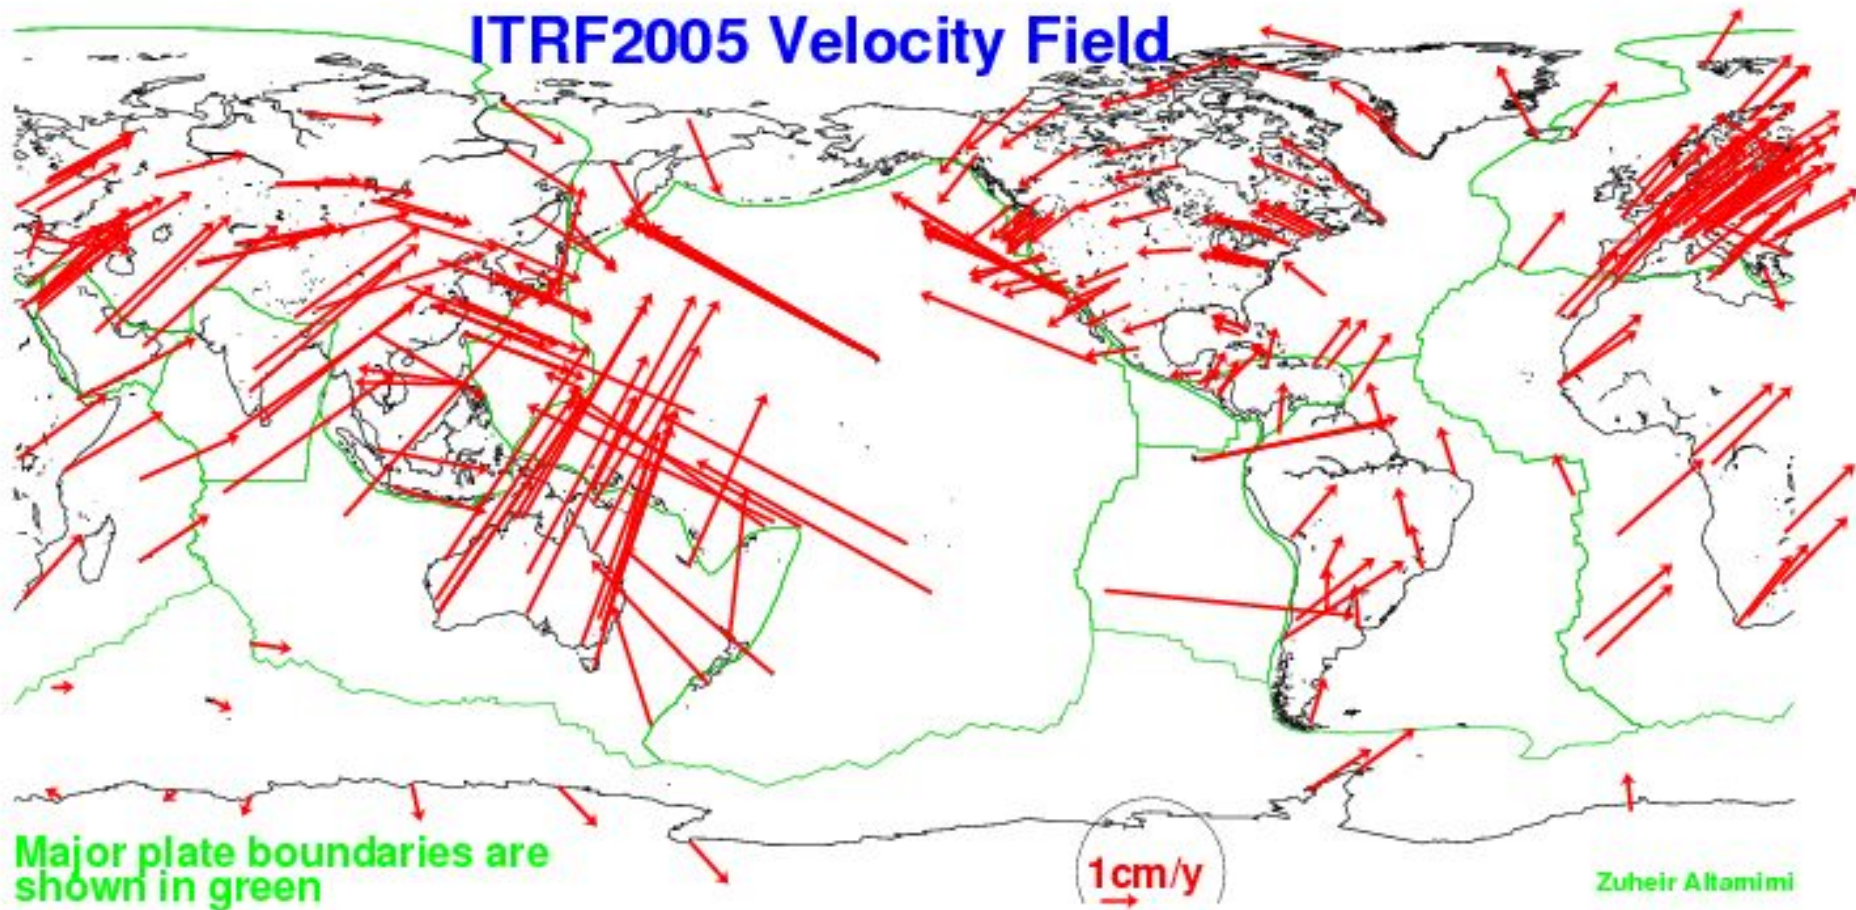 ITRF2005 Velocity Field
Major plate boundaries are
shown in green
1cm/y
Zuheir Altamimi